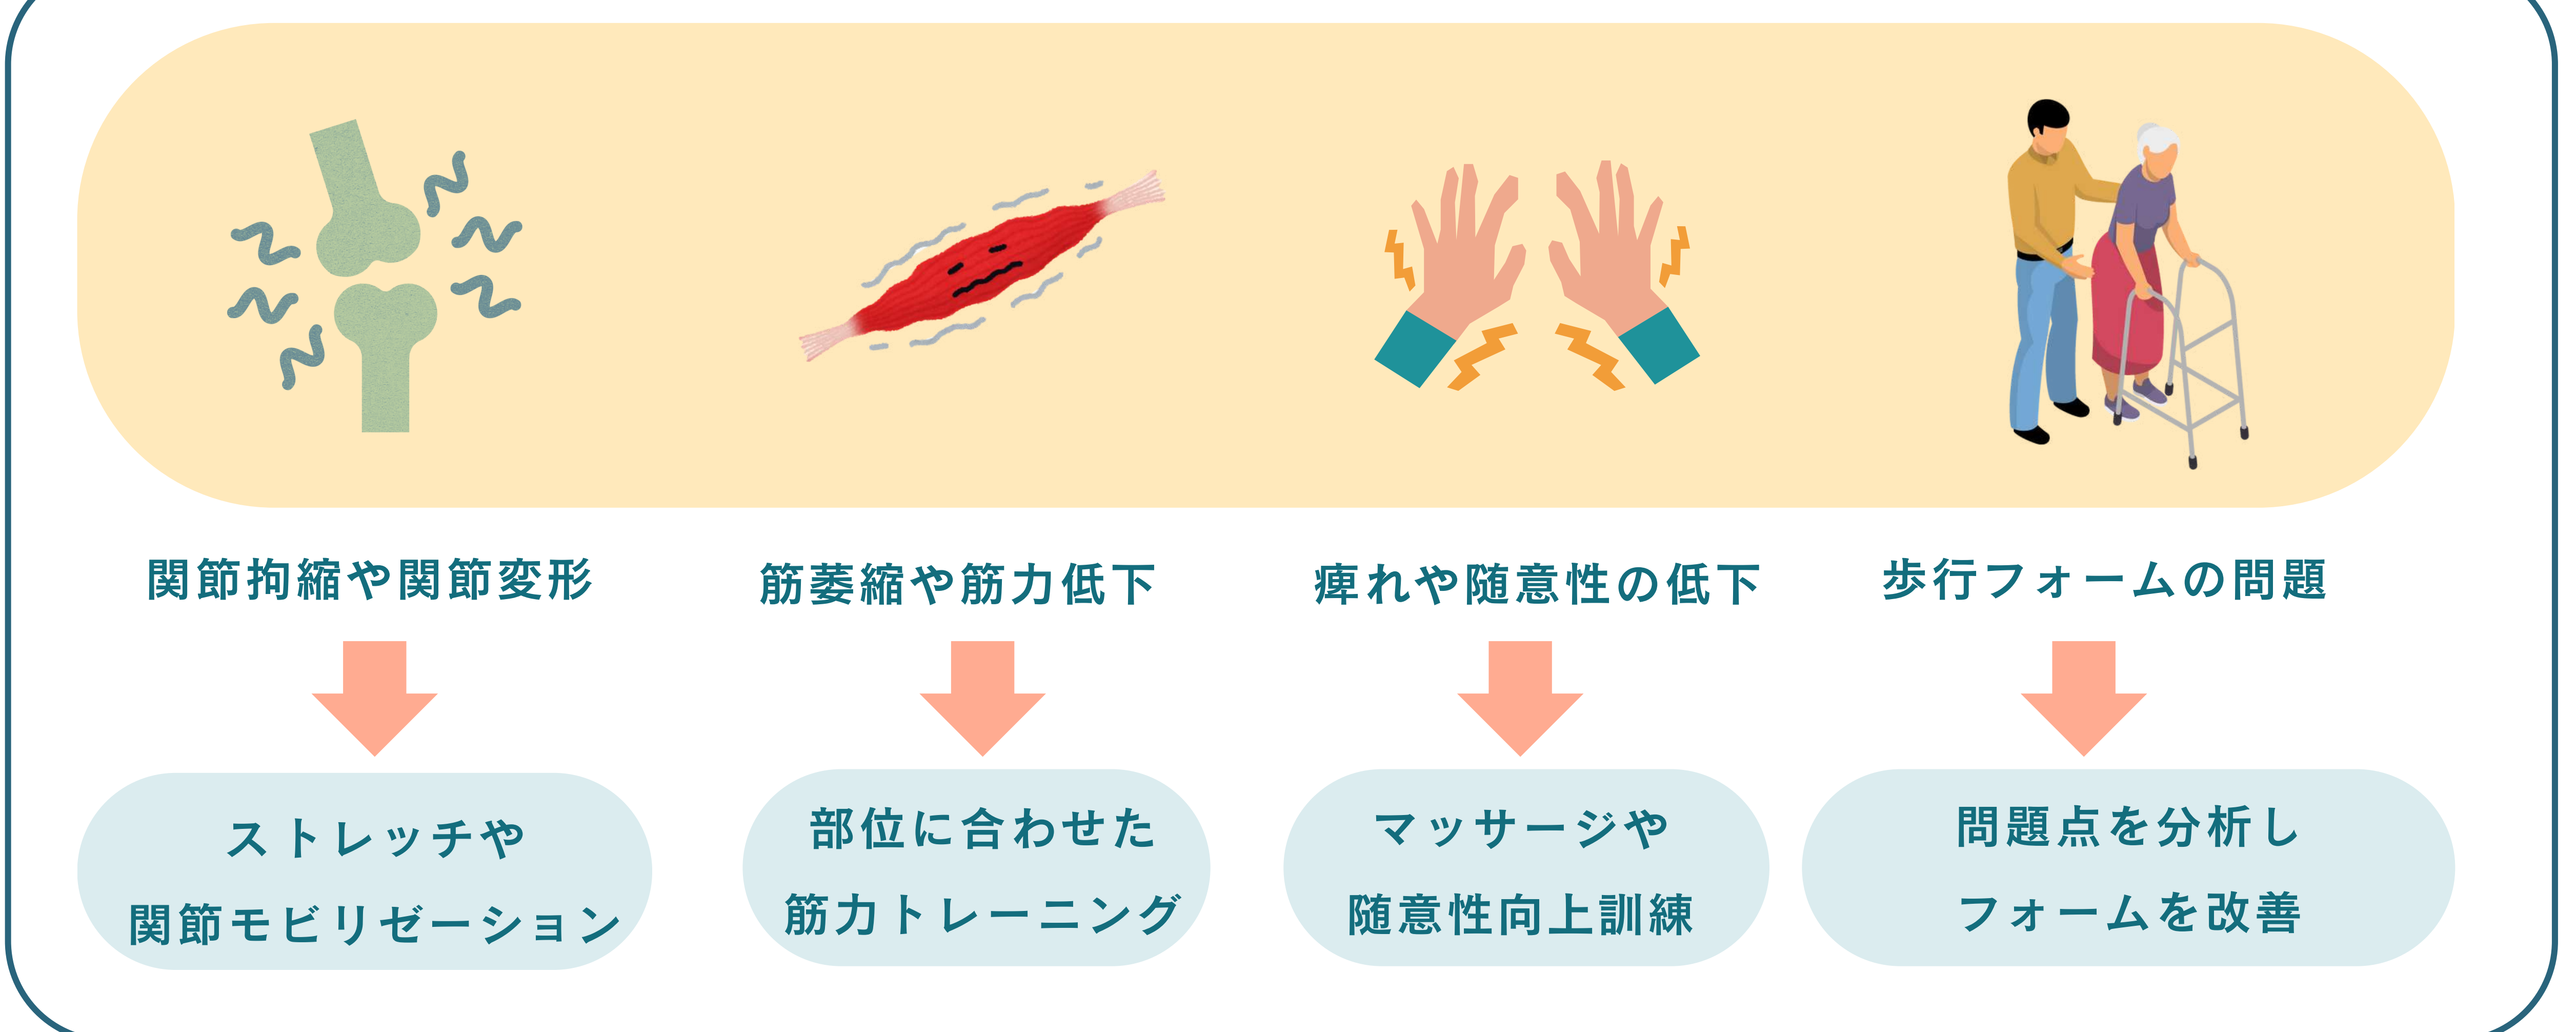 関節拘縮や関節変形
筋萎縮や筋力低下
痺れや随意性の低下
歩行フォームの問題
ストレッチや
関節モビリゼーション
部位に合わせた
筋力トレーニング
マッサージや
随意性向上訓練
問題点を分析し
フォームを改善